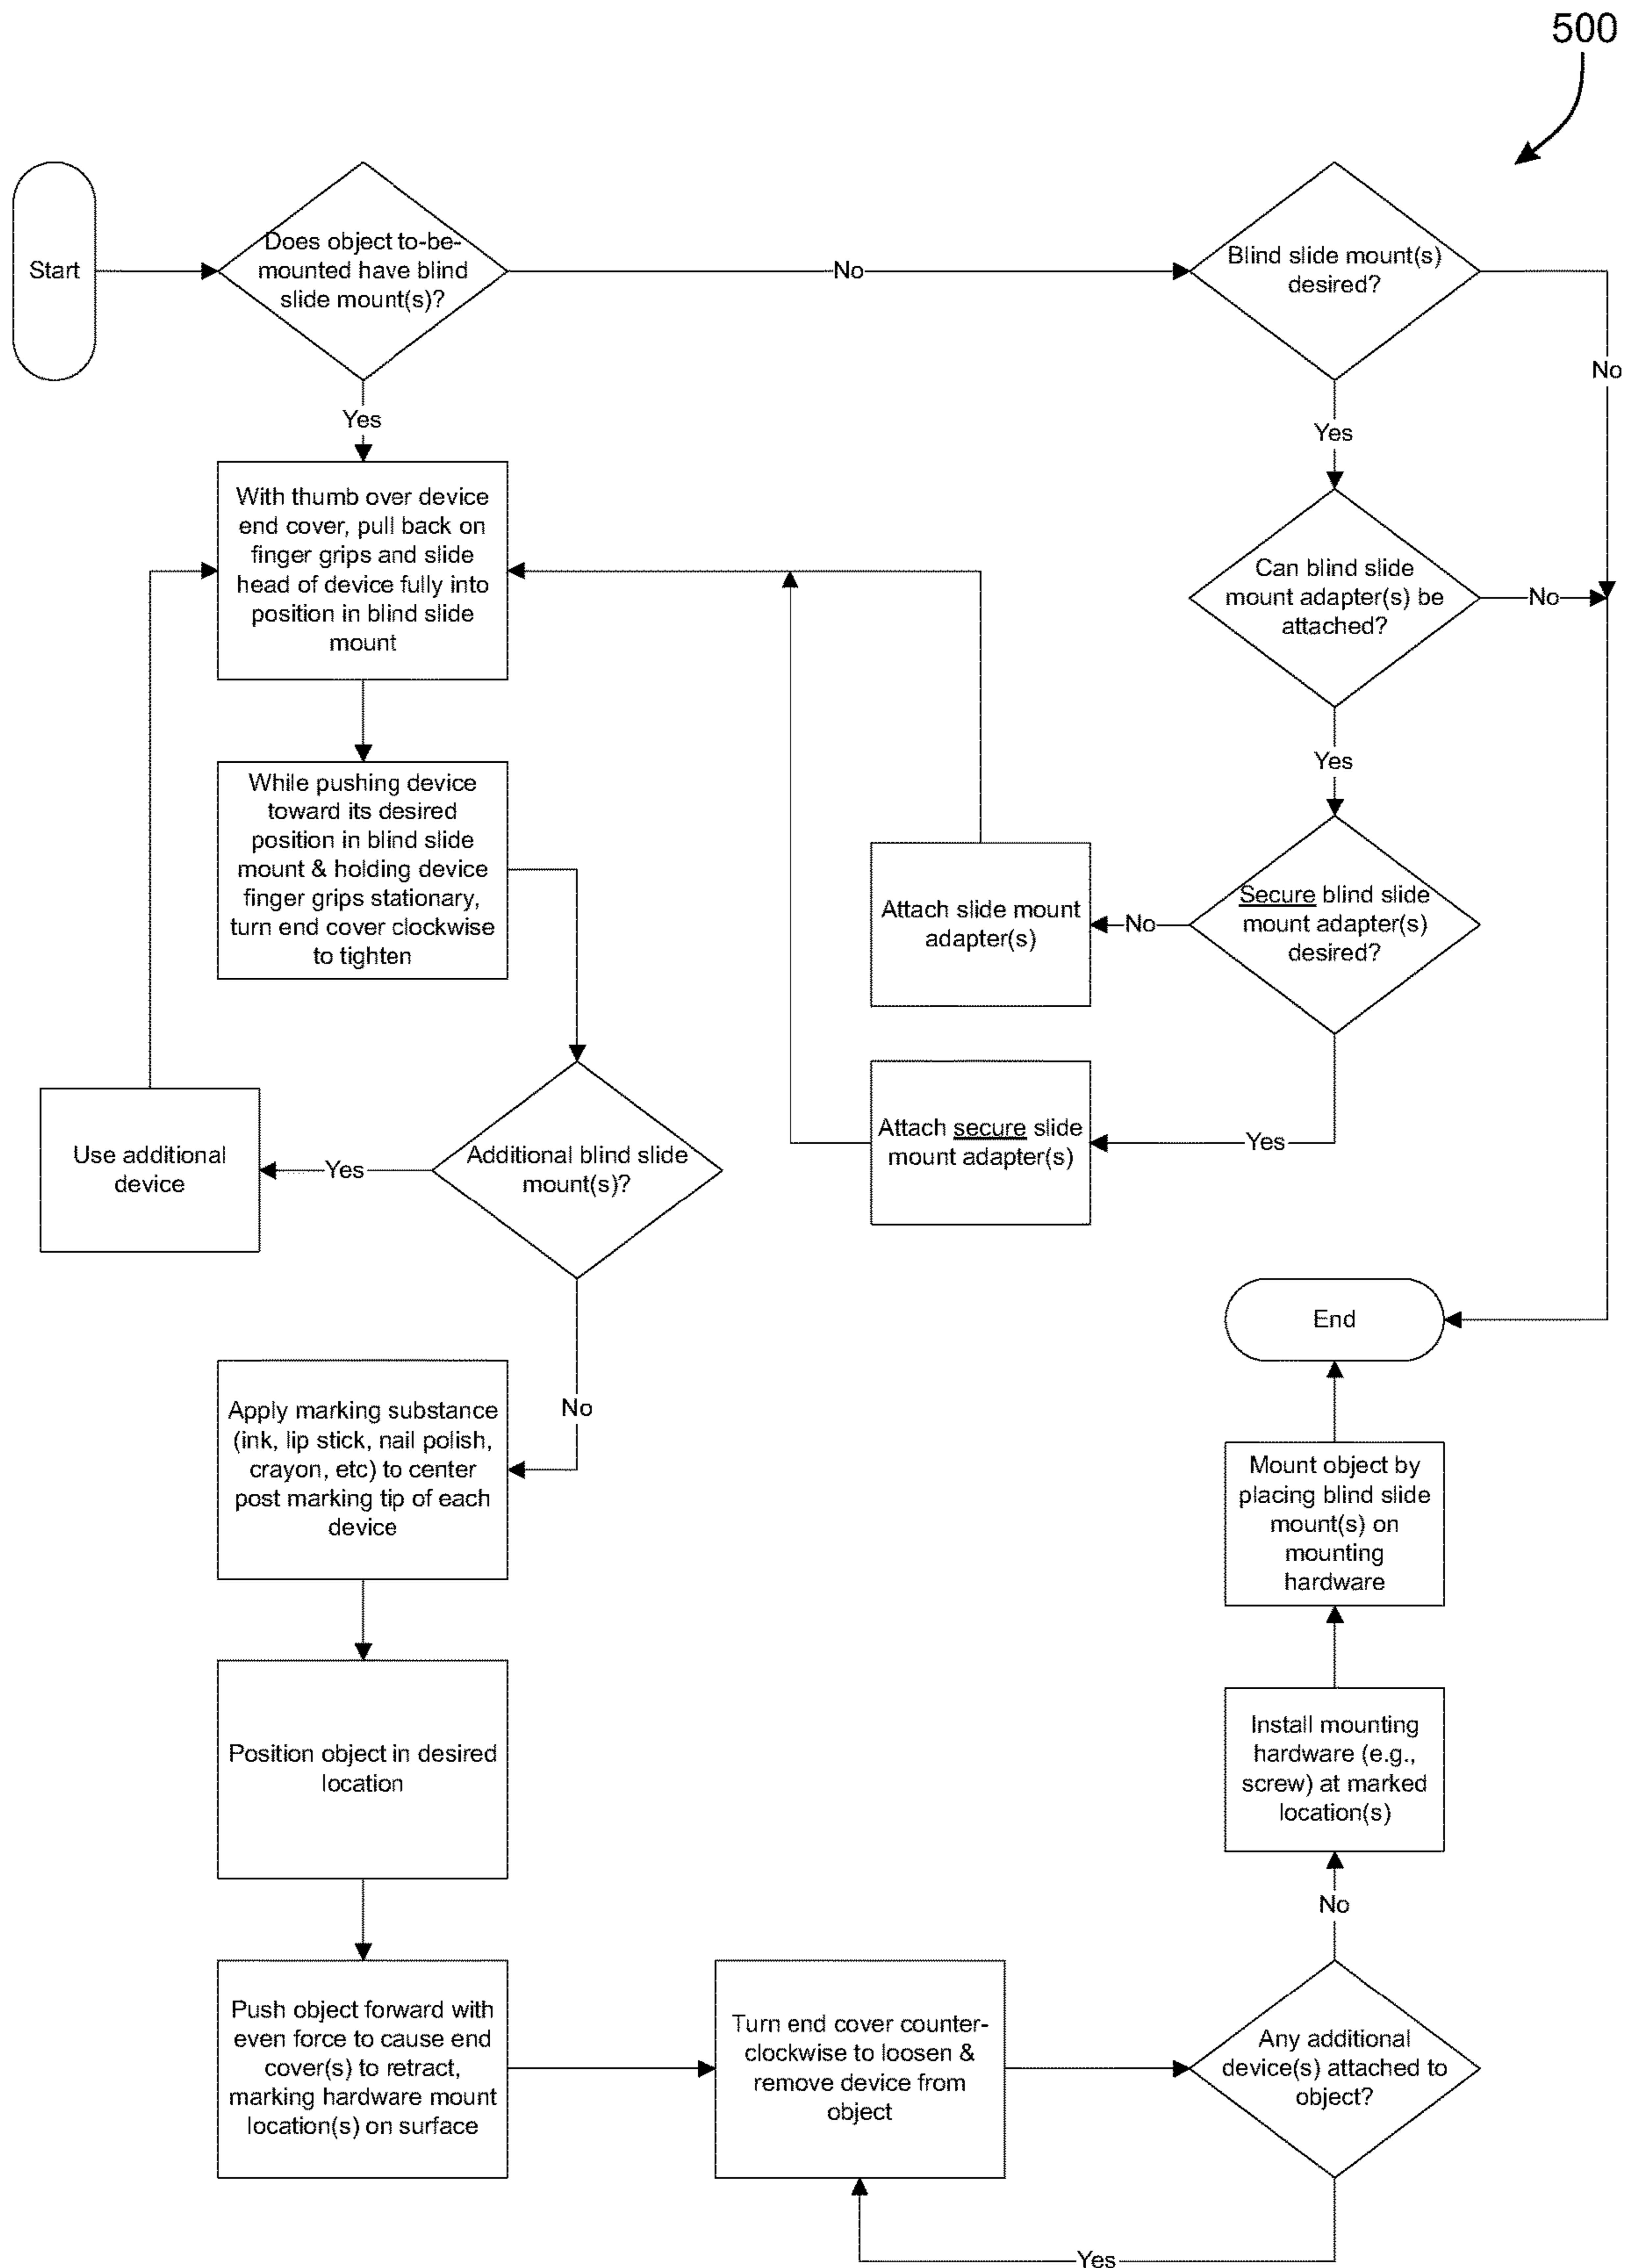 500
Start
Does object to-be-
mounted have blind
slide mount(s)?
No
Blind slide mount(s)
desired?
No
Yes
Yes
With thumb over device
end cover, pull back on
finger grips and slide
head of device fully into
position in blind slide
mount
Can blind slide
mount adapter(s) be
attached?
No
Yes
While pushing device
toward its desired
position in blind slide
mount & holding device
finger grips stationary,
turn end cover clockwise
to tighten
Attach slide mount
adapter(s)
No
Secure blind slide
mount adapter(s)
desired?
Use additional
device
Yes
Additional blind slide
mount(s)?
Attach secure slide
mount adapter(s)
Yes
End
No
Apply marking substance
(ink, lip stick, nail polish,
crayon, etc) to center
post marking tip of each
device
Mount object by
placing blind slide
mount(s) on
mounting
hardware
Position object in desired
location
Install mounting
hardware (e.g.,
screw) at marked
location(s)
No
Push object forward with
even force to cause end
cover(s) to retract,
marking hardware mount
location(s) on surface
Turn end cover counter-
clockwise to loosen &
remove device from
object
Any additional
device(s) attached to
object?
Yes